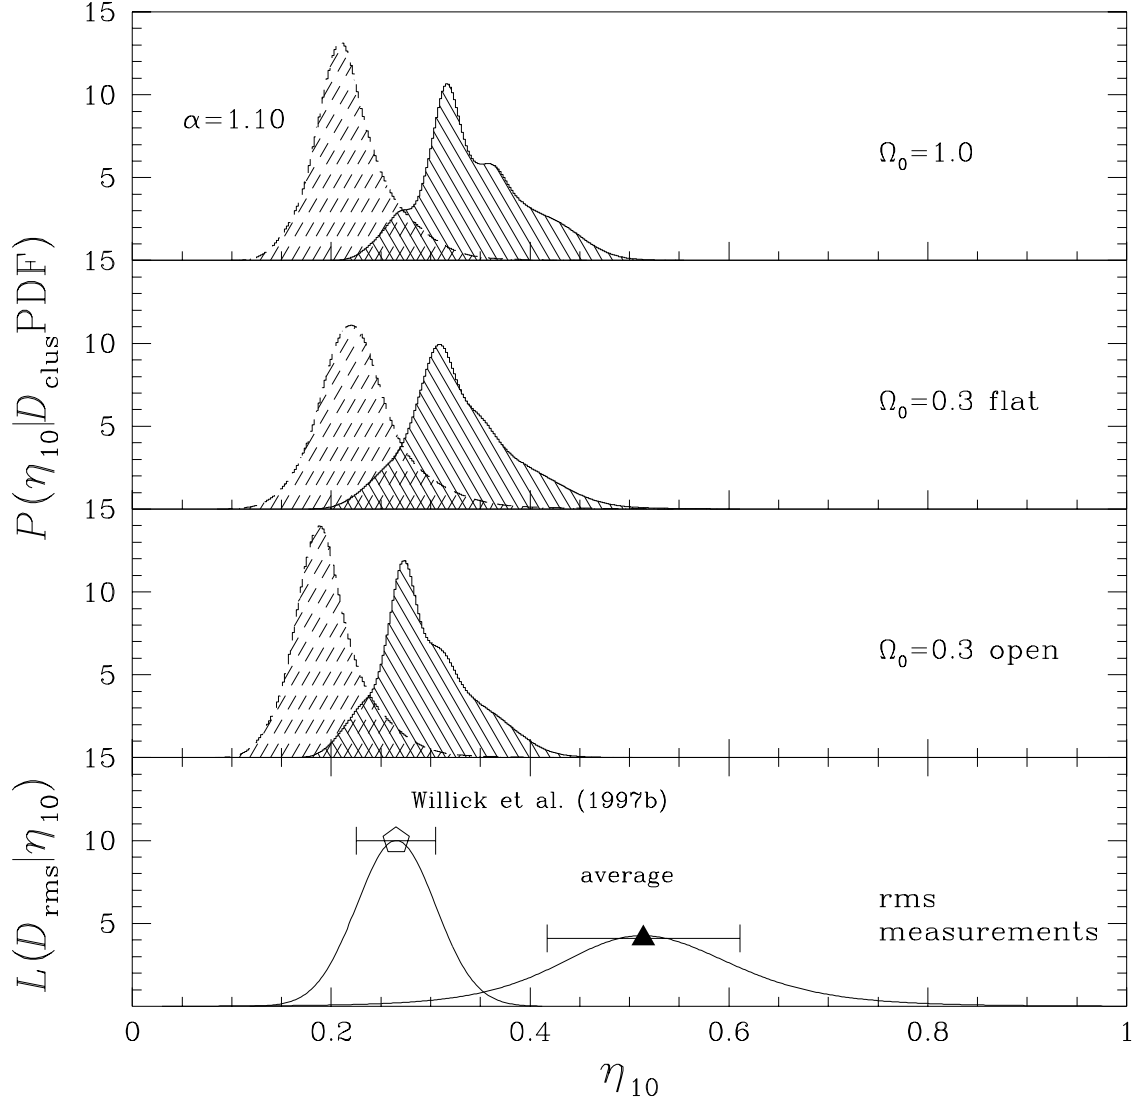 15
10
5
α=1.10
Ω₀=1.0
15
10
5
Ω₀=0.3 flat
15
10
5
Ω₀=0.3 open
P(η₁₀|D_clus PDF)
15
10
5
Willick et al. (1997b)
average
rms
measurements
L(D_rms|η₁₀)
0 0.2 0.4 0.6 0.8 1
η₁₀